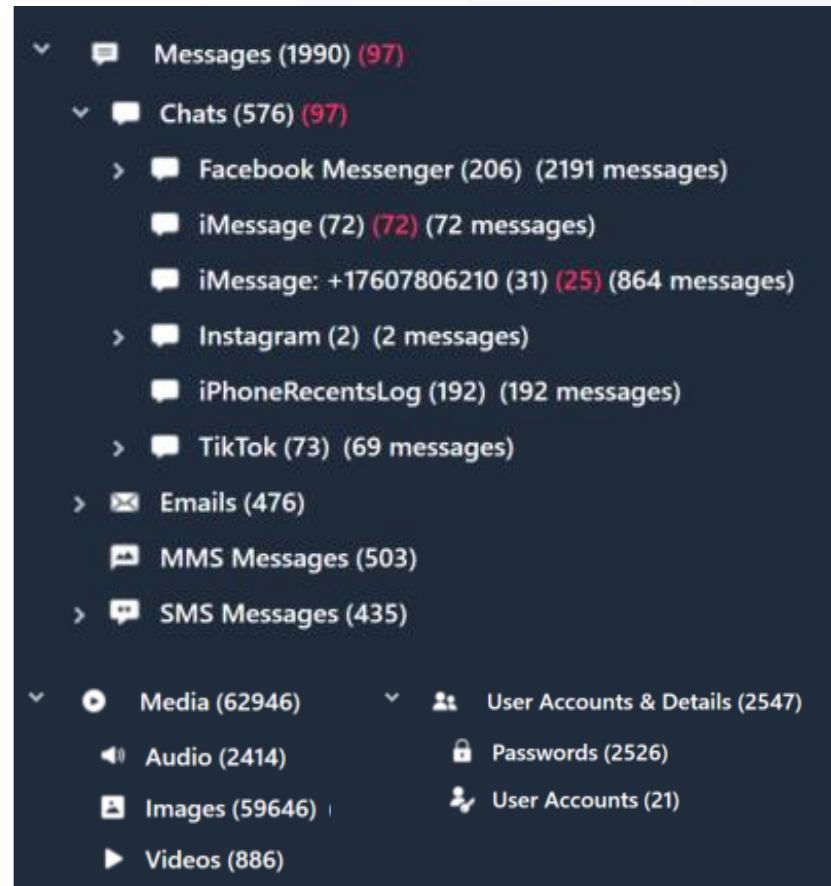 Messages (1990) (97)
Chats (576) (97)
Facebook Messenger (206) (2191 messages)
iMessage (72) (72) (72 messages)
iMessage: +17607806210 (31) (25) (864 messages)
Instagram (2) (2 messages)
iPhoneRecentsLog (192) (192 messages)
TikTok (73) (69 messages)
Emails (476)
MMS Messages (503)
SMS Messages (435)
Media (62946)
Audio (2414)
Images (59646)
Videos (886)
User Accounts & Details (2547)
Passwords (2526)
User Accounts (21)